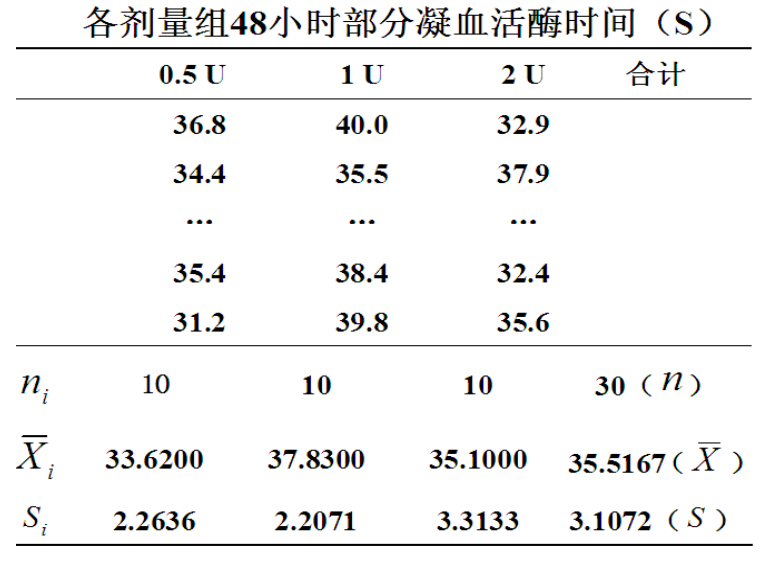 各剂量组48小时部分凝血活酶时间（S）
0.5 U 1 U 2 U 合计
36.8 40.0 32.9
34.4 35.5 37.9
... ... ...
35.4 38.4 32.4
31.2 39.8 35.6
n_i 10 10 10 30（n）
X̅_i 33.6200 37.8300 35.1000 35.5167（X̅）
S_i 2.2636 2.2071 3.3133 3.1072（S）